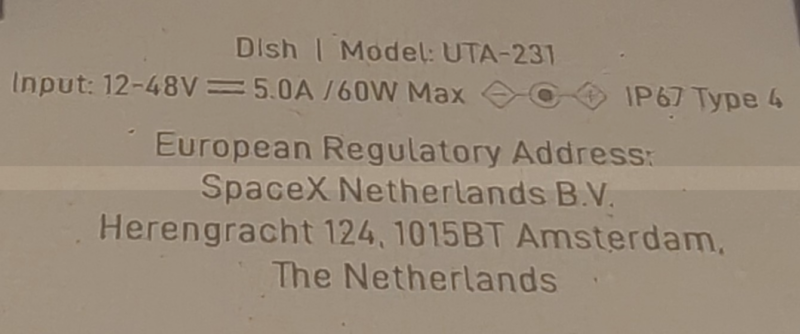 Dish | Model: UTA-231
Input: 12-48V ⎓ 5.0A /60W Max IP67 Type 4
European Regulatory Address:
SpaceX Netherlands B.V.
Herengracht 124, 1015BT Amsterdam,
The Netherlands